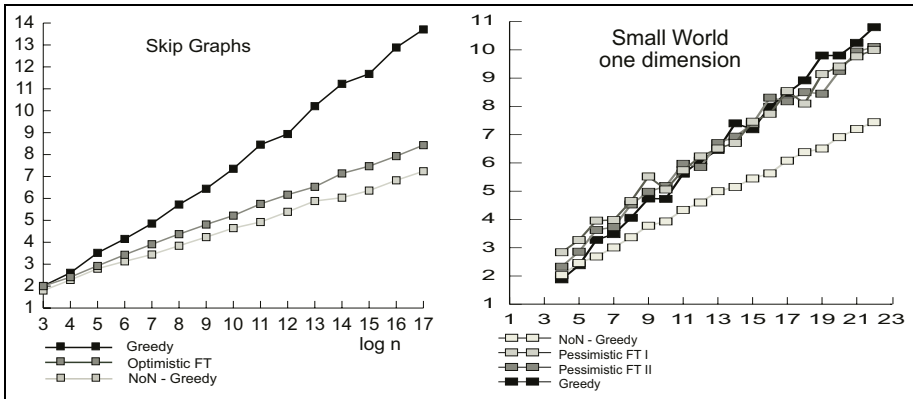 Skip Graphs
14
13
12
11
10
9
8
7
6
5
4
3
2
1
3 4 5 6 7 8 9 10 11 12 13 14 15 16 17
log n
Greedy
Optimistic FT
NoN - Greedy
Small World
one dimension
11
10
9
8
7
6
5
4
3
2
1
1 3 5 7 9 11 13 15 17 19 21 23
NoN - Greedy
Pessimistic FT I
Pessimistic FT II
Greedy